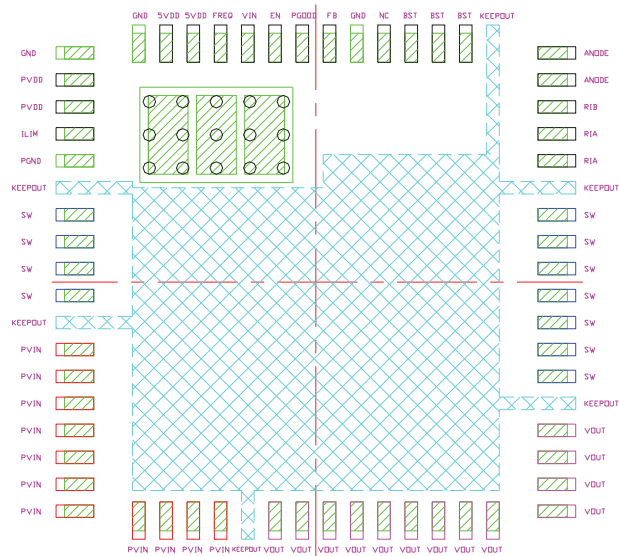 GND 5VDD 5VDD FREQ VIN EN PGOOD FB GND NC BST BST BST KEEPOUT
GND
PVDD
PVDD
ILIM
PGND
KEEPOUT
SW
SW
SW
SW
KEEPOUT
PVIN
PVIN
PVIN
PVIN
PVIN
PVIN
PVIN
ANODE
ANODE
RIB
RIA
RIA
KEEPOUT
SW
SW
SW
SW
SW
SW
SW
KEEPOUT
VOUT
VOUT
VOUT
VOUT
PVIN PVIN PVIN PVIN KEEPOUT VOUT VOUT VOUT VOUT VOUT VOUT VOUT VOUT VOUT